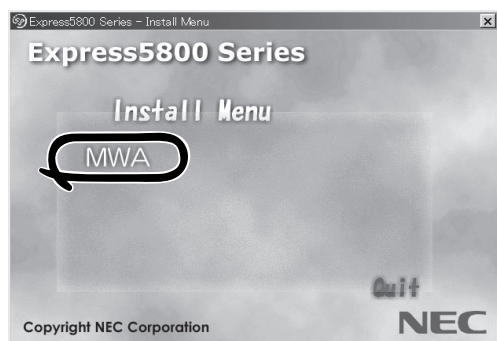 Express5800 Series - Install Menu
Express5800 Series
Install Menu
MWA
Quit
Copyright NEC Corporation
NEC